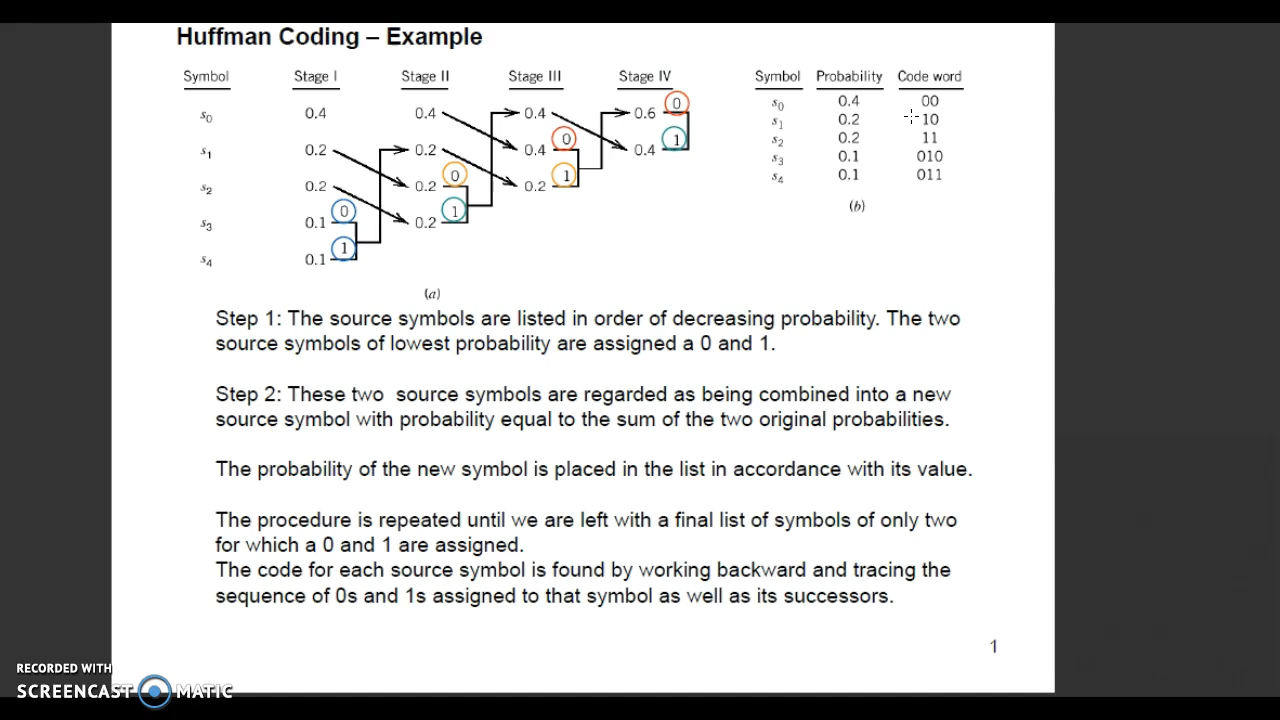 Huffman Coding – Example
Symbol Stage I Stage II Stage III Stage IV
s0 0.4 0.4 0.4 0.6 0
s1 0.2 0.2 0.4 0 0.4 1
s2 0.2 0.2 0 0.2 1
s3 0.1 0 0.2 1
s4 0.1 1
(a)
Symbol Probability Code word
s0 0.4 00
s1 0.2 10
s2 0.2 11
s3 0.1 010
s4 0.1 011
(b)
Step 1: The source symbols are listed in order of decreasing probability. The two
source symbols of lowest probability are assigned a 0 and 1.
Step 2: These two source symbols are regarded as being combined into a new
source symbol with probability equal to the sum of the two original probabilities.
The probability of the new symbol is placed in the list in accordance with its value.
The procedure is repeated until we are left with a final list of symbols of only two
for which a 0 and 1 are assigned.
The code for each source symbol is found by working backward and tracing the
sequence of 0s and 1s assigned to that symbol as well as its successors.
1
RECORDED WITH
SCREENCAST MATIC